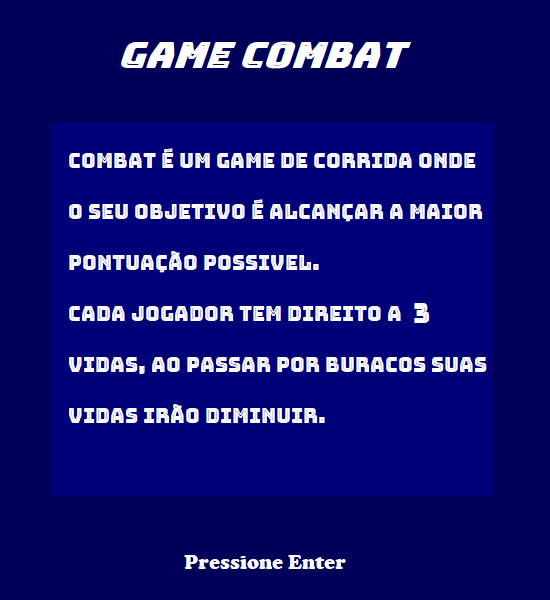 GAME COMBAT
COMBAT É UM GAME DE CORRIDA ONDE
O SEU OBJETIVO É ALCANÇAR A MAIOR
PONTUAÇÃO POSSIVEL.
CADA JOGADOR TEM DIREITO A 3
VIDAS, AO PASSAR POR BURACOS SUAS
VIDAS IRÃO DIMINUIR.
Pressione Enter